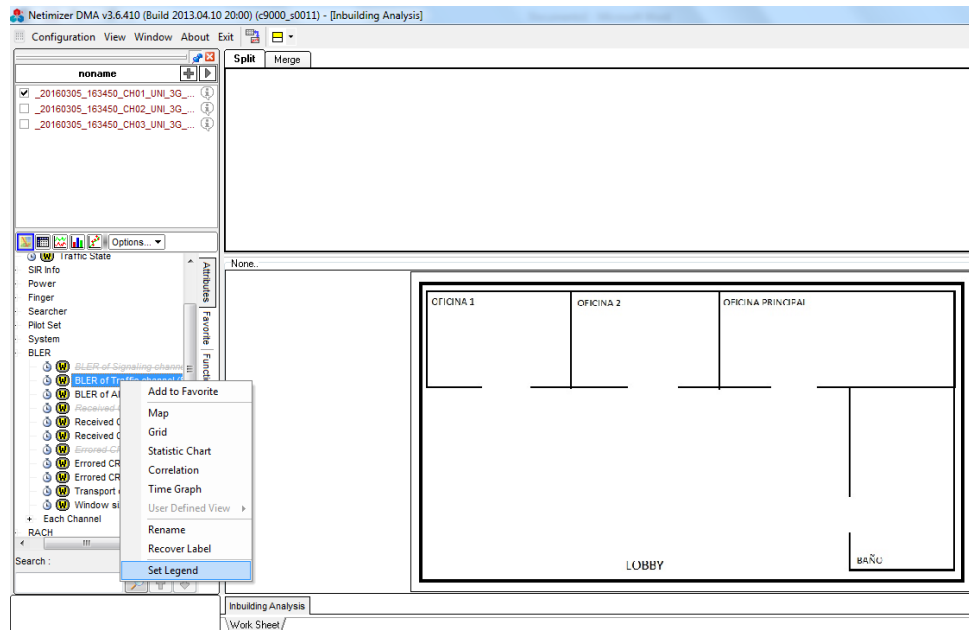 Netimizer DMA v3.6.410 (Build 2013.04.10 20:00) (c9000_s0011) - [Inbuilding Analysis]
Configuration View Window About Exit
noname
_20160305_163450_CH01_UNI_3G_...
_20160305_163450_CH02_UNI_3G_...
_20160305_163450_CH03_UNI_3G_...
Options...
Traffic State
SIR Info
Power
Finger
Searcher
Pilot Set
System
BLER
BLER of Signaling chann
BLER of Traffic channel (
BLER of Al
Received
Received C
Received C
Errored C
Errored CR
Errored CR
Transport
Window si
+ Each Channel
RACH
Search :
Attributes
Favorite
Functi
Add to Favorite
Map
Grid
Statistic Chart
Correlation
Time Graph
User Defined View
Rename
Recover Label
Set Legend
Split Merge
None..
OFICINA 1 OFICINA 2 OFICINA PRINCIPAL
LOBBY BAÑO
Inbuilding Analysis
Work Sheet